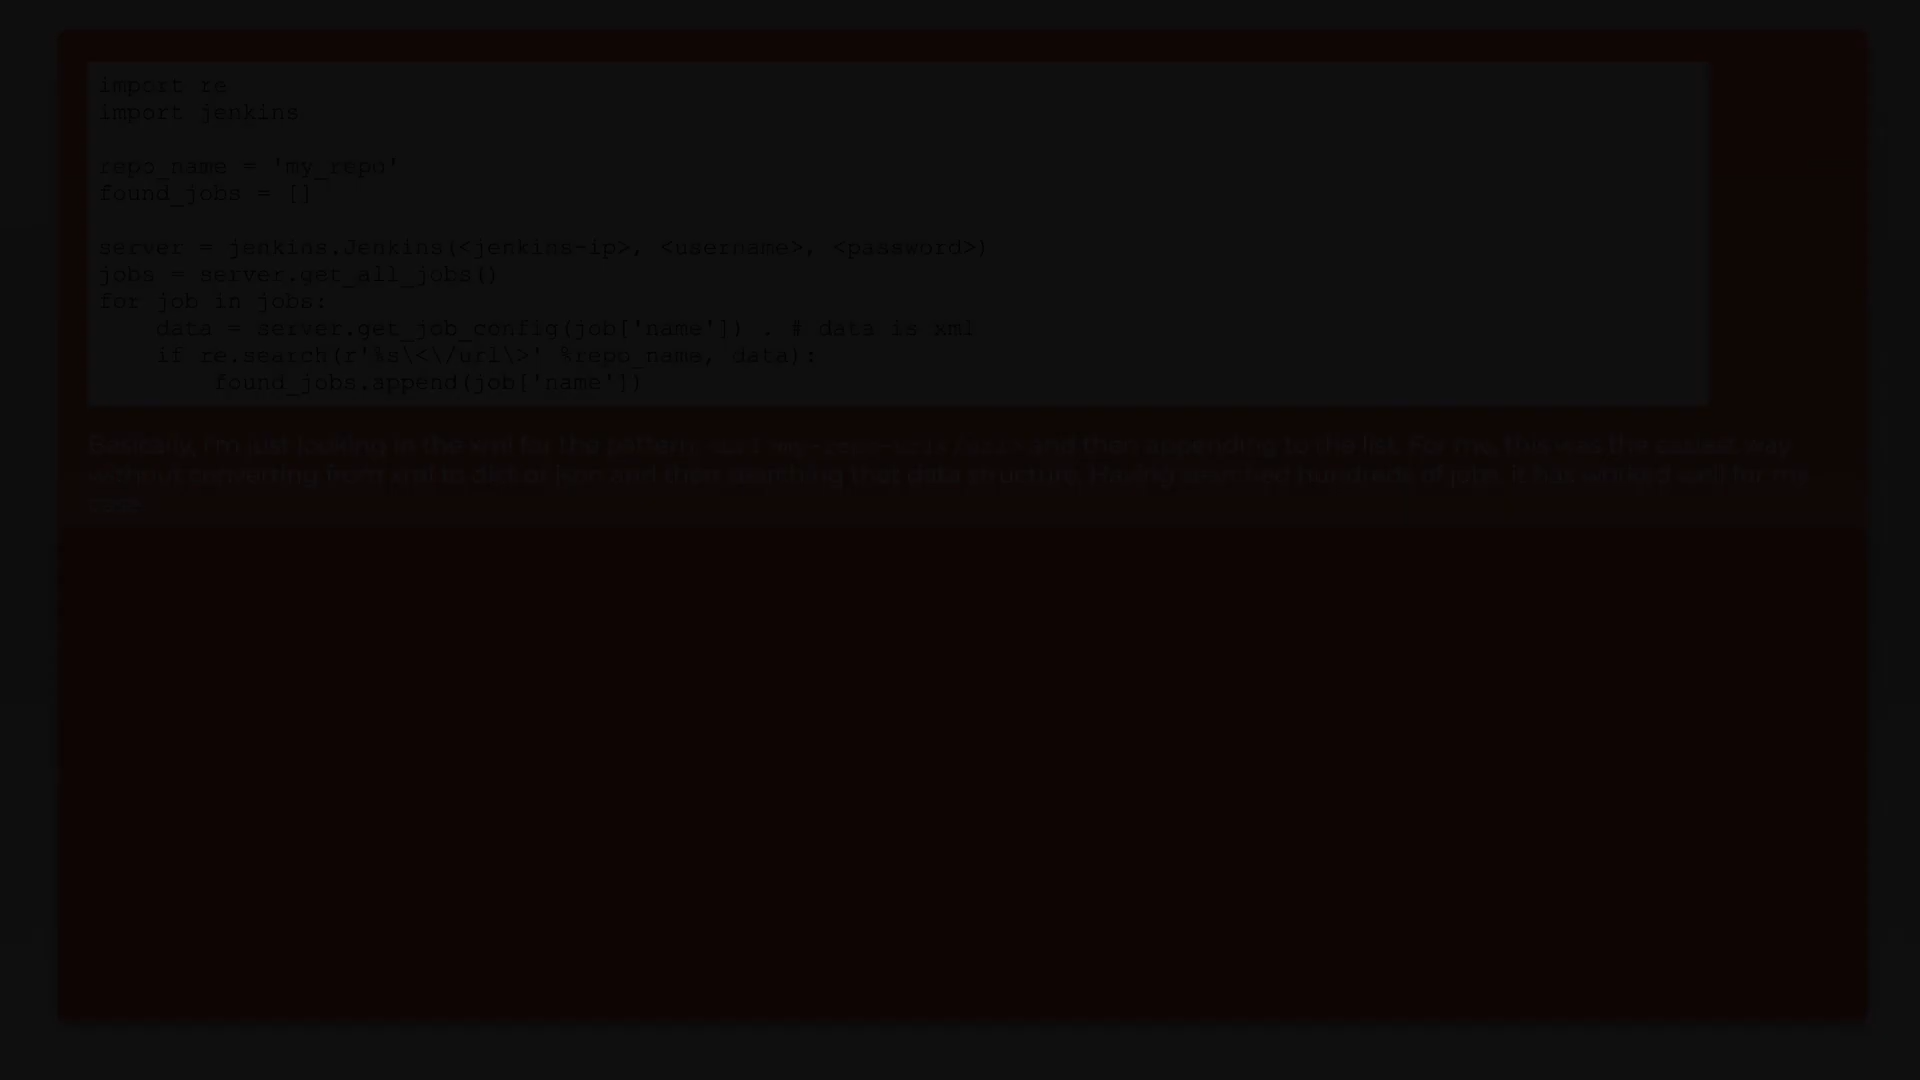 import re
import jenkins
repo_name = 'my_repo'
found_jobs = []
server = jenkins.Jenkins(<jenkins-ip>, <username>, <password>)
jobs = server.get_all_jobs()
for job in jobs:
data = server.get_job_config(job['name']) . # data is xml
if re.search(r'%s\<\/url\>' %repo_name, data):
found_jobs.append(job['name'])
Basically, I'm just looking in the xml for the pattern: and then appending to the list. For me, this was the easiest way
without converting from xml to dict or json and then searching that data structure. Having searched hundreds of jobs, it has worked well for my
case.